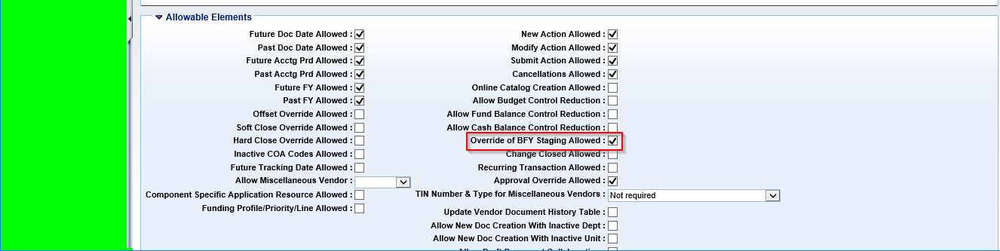 Allowable Elements
Future Doc Date Allowed :
Past Doc Date Allowed :
Future Acctg Prd Allowed :
Past Acctg Prd Allowed :
Future FY Allowed :
Past FY Allowed :
Offset Override Allowed :
Soft Close Override Allowed :
Hard Close Override Allowed :
Inactive COA Codes Allowed :
Future Tracking Date Allowed :
Allow Miscellaneous Vendor :
Component Specific Application Resource Allowed :
Funding Profile/Priority/Line Allowed :
New Action Allowed :
Modify Action Allowed :
Submit Action Allowed :
Cancellations Allowed :
Online Catalog Creation Allowed :
Allow Budget Control Reduction :
Allow Fund Balance Control Reduction :
Allow Cash Balance Control Reduction :
Override of BFY Staging Allowed :
Change Closed Allowed :
Recurring Transaction Allowed :
Approval Override Allowed :
TIN Number & Type for Miscellaneous Vendors : Not required
Update Vendor Document History Table :
Allow New Doc Creation With Inactive Dept :
Allow New Doc Creation With Inactive Unit :